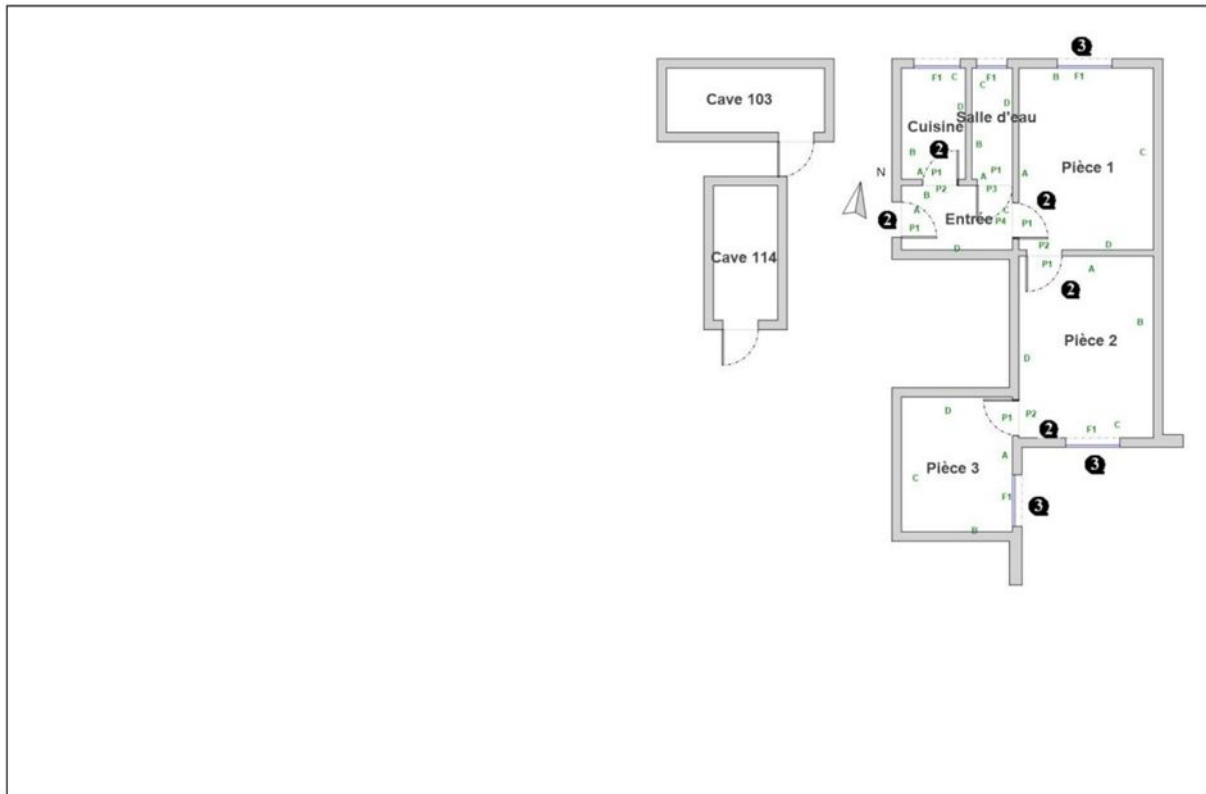 3
F1 C
F1
C
B F1
Cave 103
D
D
Salle d'eau
Cuisine
B
2
B
C
Pièce 1
N
A P1
A
P1
A
P2
B
P3
2
A
C
2
P1
Entrée
P4
P1
D
P2
D
Cave 114
P1
A
2
B
Pièce 2
D
D
P1
P2
2
F1
C
A
3
Pièce 3
C
F1
3
B